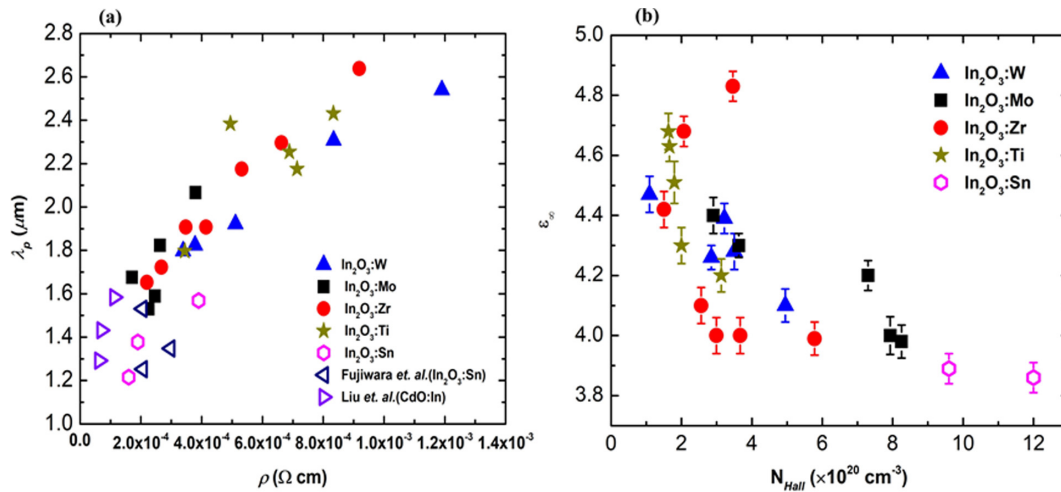 (a)
2.8
2.6
2.4
2.2
2.0
1.8
1.6
1.4
1.2
1.0
λₚ (μm)
In₂O₃:W
In₂O₃:Mo
In₂O₃:Zr
In₂O₃:Ti
In₂O₃:Sn
Fujiwara et. al.(In₂O₃:Sn)
Liu et. al.(CdO:In)
0.0 2.0x10⁻⁴ 4.0x10⁻⁴ 6.0x10⁻⁴ 8.0x10⁻⁴ 1.0x10⁻³ 1.2x10⁻³ 1.4x10⁻³
ρ (Ω cm)
(b)
5.0
4.8
4.6
4.4
4.2
4.0
3.8
ε∞
In₂O₃:W
In₂O₃:Mo
In₂O₃:Zr
In₂O₃:Ti
In₂O₃:Sn
0 2 4 6 8 10 12
N_Hall (×10²⁰ cm⁻³)